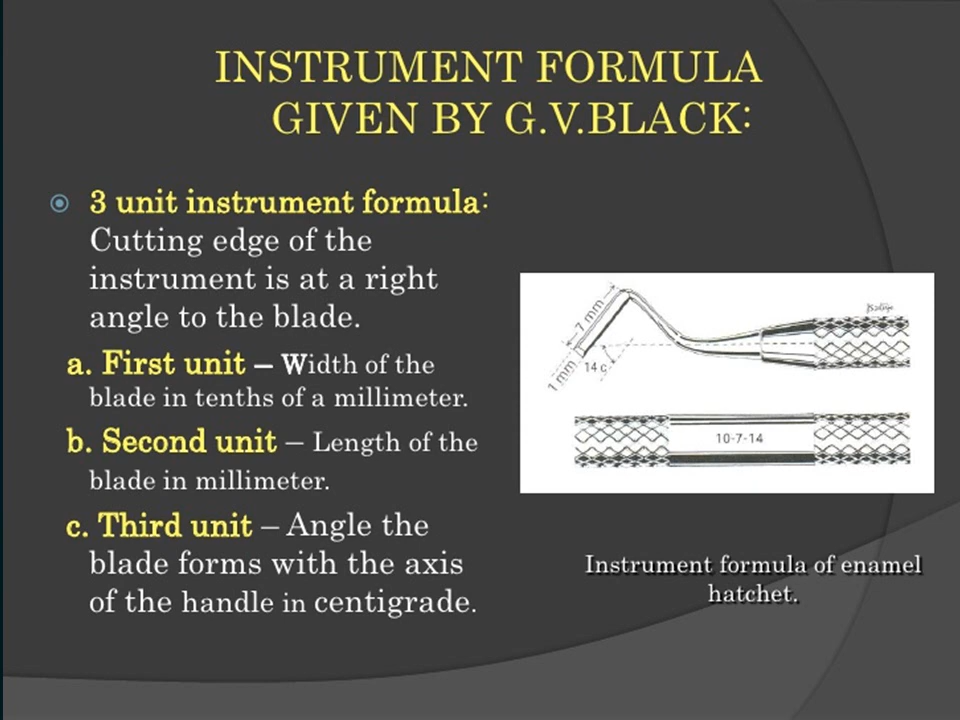 INSTRUMENT FORMULA
GIVEN BY G.V.BLACK:
3 unit instrument formula:
Cutting edge of the
instrument is at a right
angle to the blade.
a. First unit – Width of the
blade in tenths of a millimeter.
b. Second unit – Length of the
blade in millimeter.
c. Third unit – Angle the
blade forms with the axis
of the handle in centigrade.
7 mm
1 mm
14 c
10-7-14
Instrument formula of enamel
hatchet.